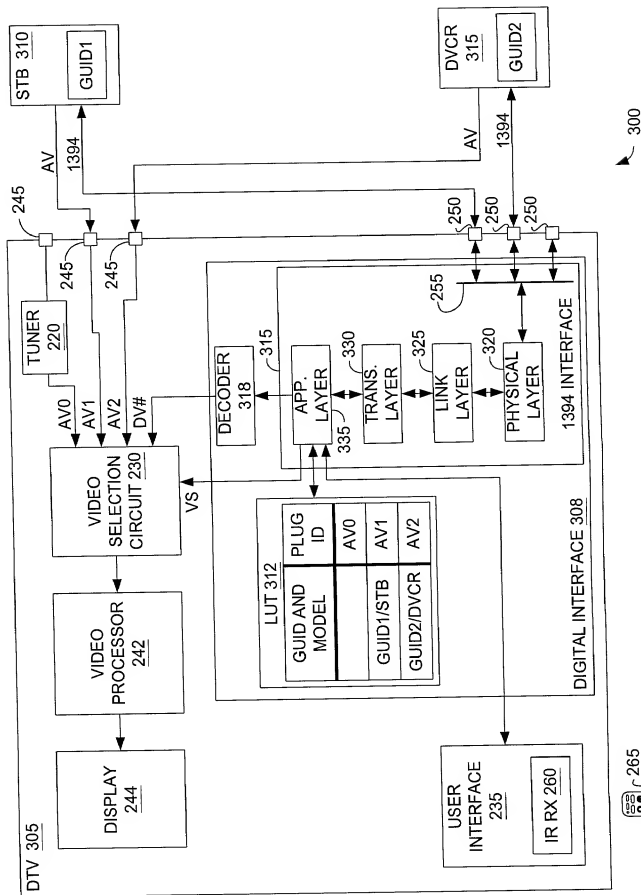 DTV 305
DISPLAY
244
VIDEO
PROCESSOR
242
VIDEO
SELECTION
CIRCUIT 230
TUNER
220
AV0
AV1
AV2
DV#
VS
245
245
245
AV
1394
STB 310
GUID1
DVCR
315
GUID2
AV
1394
250
250
250
255
300
DIGITAL INTERFACE 308
LUT 312
GUID AND
MODEL
PLUG
ID
AV0
GUID1/STB
AV1
GUID2/DVCR
AV2
DECODER
318
315
APP.
LAYER
335
TRANS.
LAYER
330
LINK
LAYER
325
PHYSICAL
LAYER
320
1394 INTERFACE
USER
INTERFACE
235
IR RX 260
265